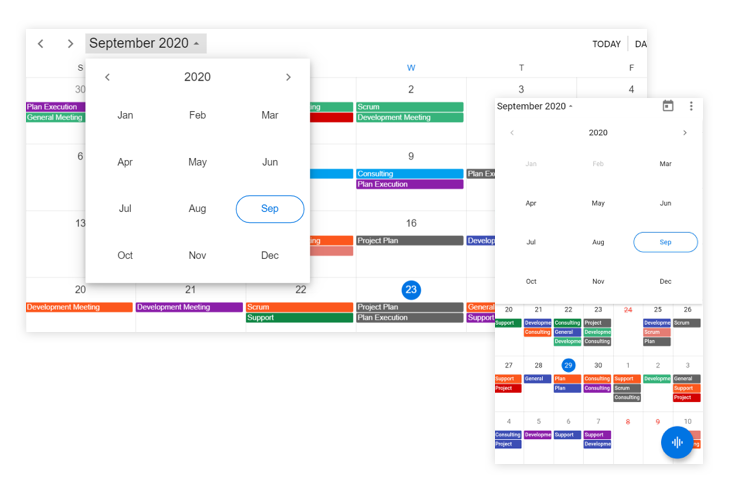 September 2020
TODAY DA
S W T F
30 2 3 4
Plan Execution Scrum
General Meeting Development Meeting
6 9
Consulting Plan Ex
Plan Execution
13 16
Project Plan Develop
20 21 22 23
Development Meeting Development Meeting Scrum Project Plan General
Support Plan Execution Support
2020
Jan Feb Mar
Apr May Jun
Jul Aug Sep
Oct Nov Dec
September 2020
2020
Jan Feb Mar
Apr May Jun
Jul Aug Sep
Oct Nov Dec
20 21 22 23 24 25 26
Support Developme Consulting Project Developme Scrum
Consulting General Developme Scrum
Developme Consulting Plan
27 28 29 30 1 2 3
Support General Plan Consulting Support Developme General
Project Plan Consulting Scrum Support
Consulting Project
4 5 6 7 8 9 10
Consulting Developme Support Support
Project Developme